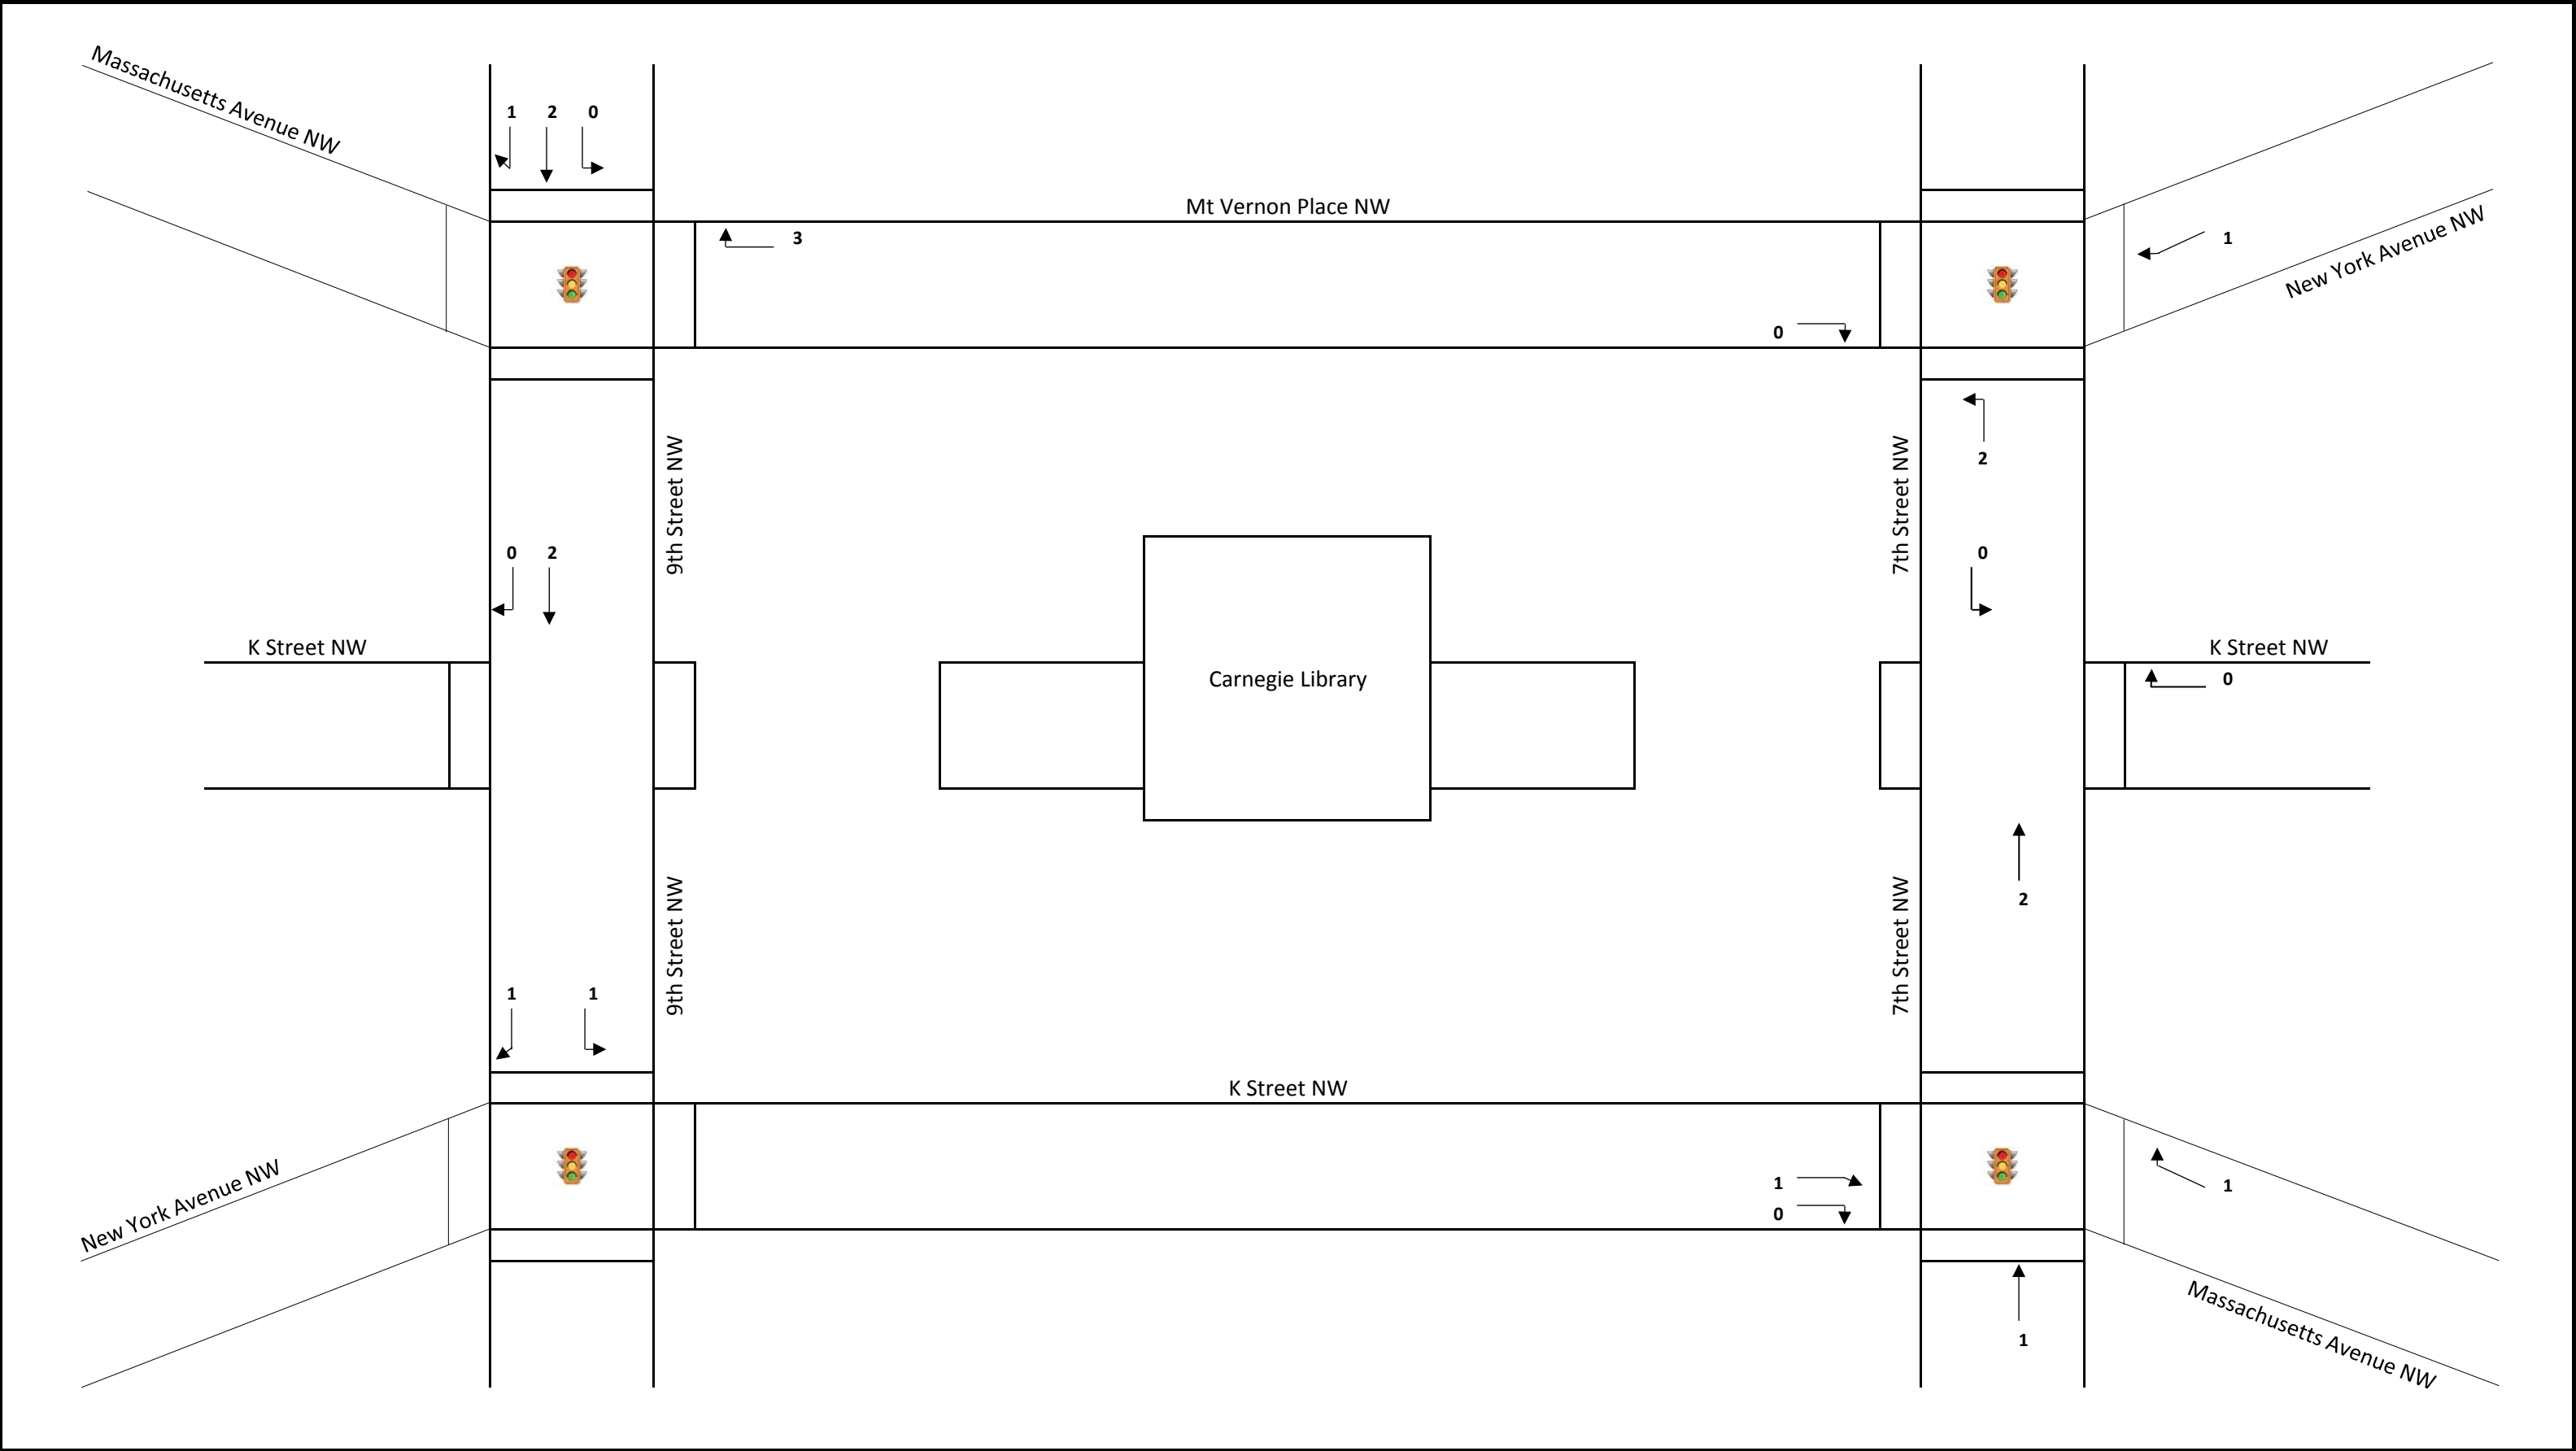 Massachusetts Avenue NW
1 2 0
Mt Vernon Place NW
3
1
New York Avenue NW
0
9th Street NW
7th Street NW
2
0 2
0
K Street NW
Carnegie Library
K Street NW
0
9th Street NW
7th Street NW
2
1 1
K Street NW
New York Avenue NW
1
0
1
Massachusetts Avenue NW
1